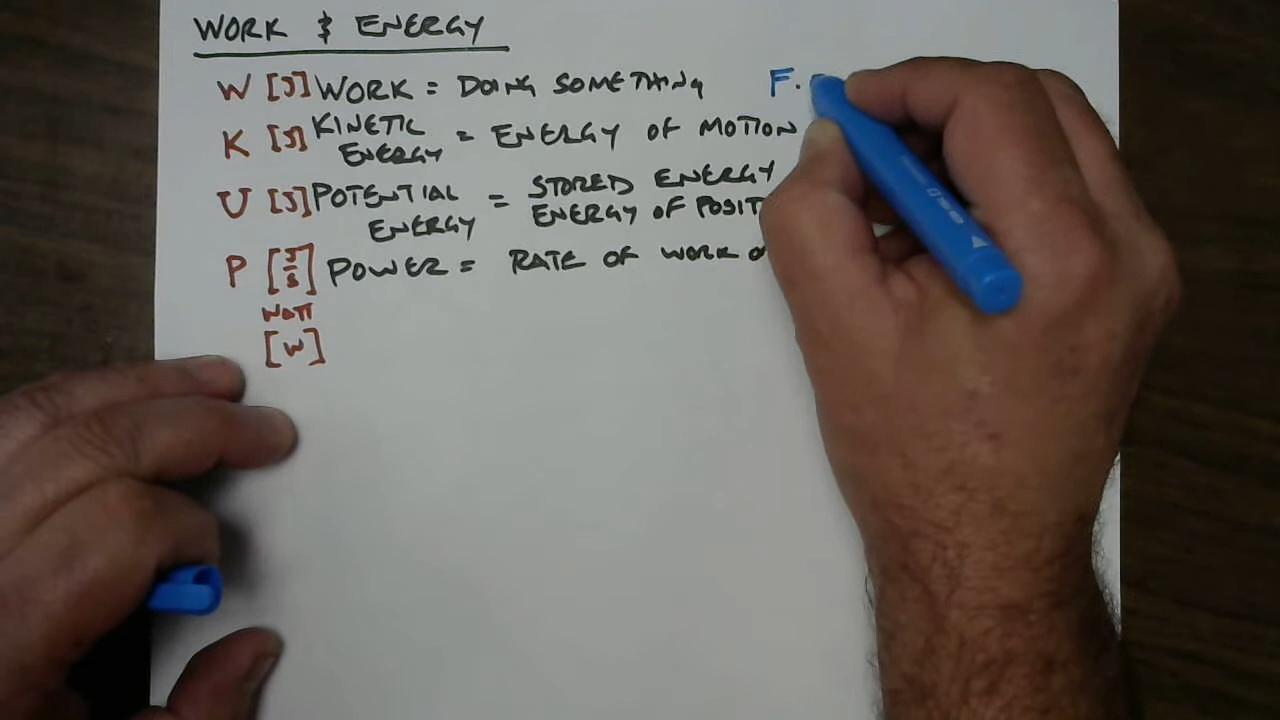 WORK & ENERGY
W [J] WORK = DOING SOMETHING F.
K [J] KINETIC ENERGY = ENERGY OF MOTION
U [J] POTENTIAL ENERGY = STORED ENERGY
ENERGY OF POSIT
P [J/S] POWER = RATE OF WORK
WATT
[W]